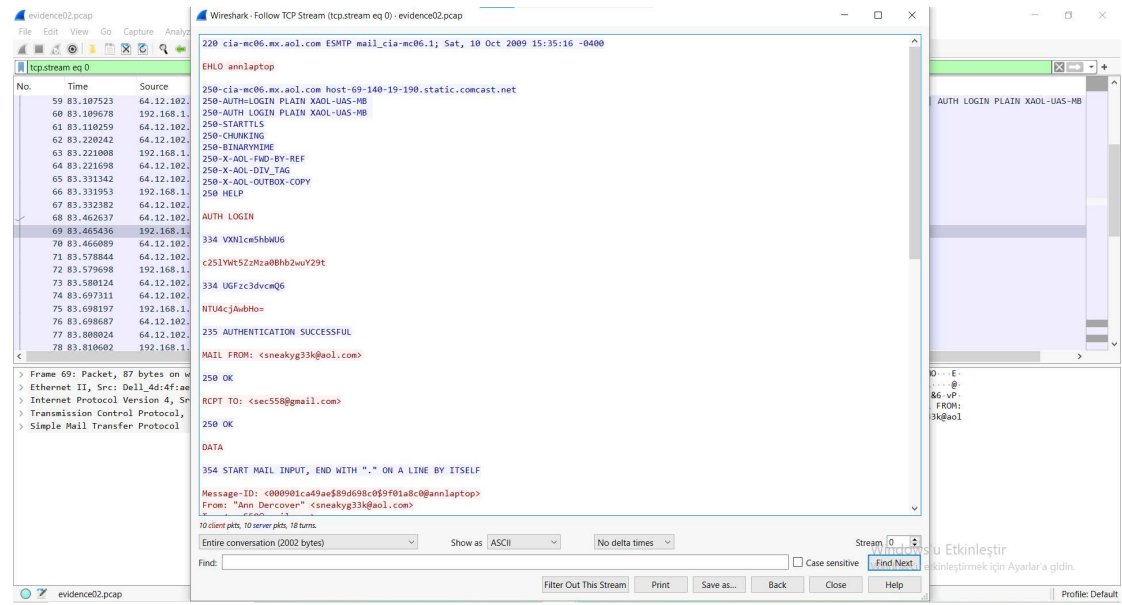 evidence02.pcap
File Edit View Go Capture Analyz
tcp.stream eq 0
No. Time Source
59 83.107523 64.12.102.
60 83.109678 192.168.1.
61 83.110259 64.12.102.
62 83.220242 64.12.102.
63 83.221008 192.168.1.
64 83.221698 64.12.102.
65 83.331342 64.12.102.
66 83.331953 192.168.1.
67 83.332382 64.12.102.
68 83.462637 64.12.102.
69 83.465436 192.168.1.
70 83.466089 64.12.102.
71 83.578844 64.12.102.
72 83.579698 192.168.1.
73 83.580124 64.12.102.
74 83.697311 64.12.102.
75 83.698197 192.168.1.
76 83.698687 64.12.102.
77 83.808024 64.12.102.
78 83.810602 192.168.1.
Frame 69: Packet, 87 bytes on w
Ethernet II, Src: Dell_4d:4f:ae
Internet Protocol Version 4, Sr
Transmission Control Protocol,
Simple Mail Transfer Protocol
Wireshark · Follow TCP Stream (tcp.stream eq 0) · evidence02.pcap
220 cia-mc06.mx.aol.com ESMTP mail_cia-mc06.1; Sat, 10 Oct 2009 15:35:16 -0400
EHLO annlaptop
250-cia-mc06.mx.aol.com host-69-140-19-190.static.comcast.net
250-AUTH=LOGIN PLAIN XAOL-UAS-MB
250-AUTH LOGIN PLAIN XAOL-UAS-MB
250-STARTTLS
250-CHUNKING
250-BINARYMIME
250-X-AOL-FWD-BY-REF
250-X-AOL-DIV_TAG
250-X-AOL-OUTBOX-COPY
250 HELP
AUTH LOGIN
334 VXNlcm5hbWU6
c25lYWt5ZzMza0Bhb2wuY29t
334 UGFzc3dvcmQ6
NTU4cjAwbHo=
235 AUTHENTICATION SUCCESSFUL
MAIL FROM: <sneakyg33k@aol.com>
250 OK
RCPT TO: <sec558@gmail.com>
250 OK
DATA
354 START MAIL INPUT, END WITH "." ON A LINE BY ITSELF
Message-ID: <000901ca49ae$89d698c0$9f01a8c0@annlaptop>
From: "Ann Dercover" <sneakyg33k@aol.com>
10 client pkts, 10 server pkts, 18 turns.
Entire conversation (2002 bytes) Show as ASCII No delta times Stream 0
Find: Case sensitive Find Next
Filter Out This Stream Print Save as... Back Close Help
AUTH LOGIN PLAIN XAOL-UAS-MB
FROM:
3k@aol
Windows'u Etkinleştir
etkinleştirmek için Ayarlar'a gidin.
evidence02.pcap
Profile: Default